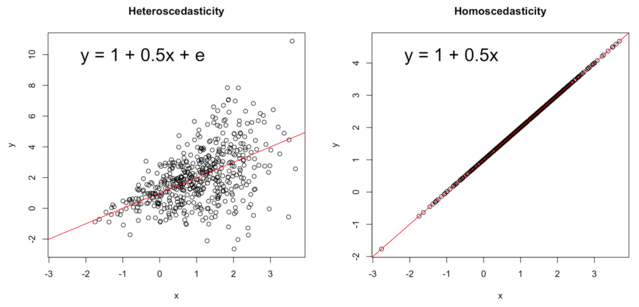 Heteroscedasticity
y = 1 + 0.5x + e
10
8
6
4
2
0
-2
y
-3 -2 -1 0 1 2 3
x
Homoscedasticity
y = 1 + 0.5x
4
3
2
1
0
-1
-2
y
-3 -2 -1 0 1 2 3
x